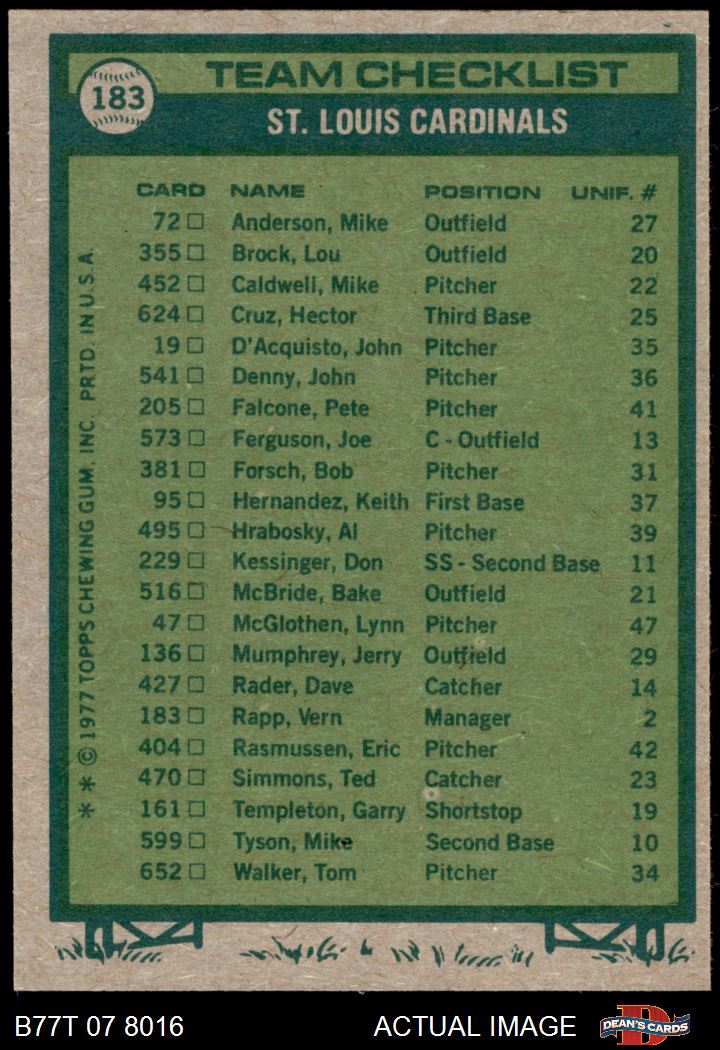 183
TEAM CHECKLIST
ST. LOUIS CARDINALS
CARD NAME POSITION UNIF. #
72 Anderson, Mike Outfield 27
355 Brock, Lou Outfield 20
452 Caldwell, Mike Pitcher 22
624 Cruz, Hector Third Base 25
19 D'Acquisto, John Pitcher 35
541 Denny, John Pitcher 36
205 Falcone, Pete Pitcher 41
573 Ferguson, Joe C - Outfield 13
381 Forsch, Bob Pitcher 31
95 Hernandez, Keith First Base 37
495 Hrabosky, Al Pitcher 39
229 Kessinger, Don SS - Second Base 11
516 McBride, Bake Outfield 21
47 McGlothen, Lynn Pitcher 47
136 Mumphrey, Jerry Outfield 29
427 Rader, Dave Catcher 14
183 Rapp, Vern Manager 2
404 Rasmussen, Eric Pitcher 42
470 Simmons, Ted Catcher 23
161 Templeton, Garry Shortstop 19
599 Tyson, Mike Second Base 10
652 Walker, Tom Pitcher 34
* * © 1977 TOPPS CHEWING GUM, INC. PRTD. IN U.S.A.
B77T 07 8016 ACTUAL IMAGE
D
DEAN'S CARDS